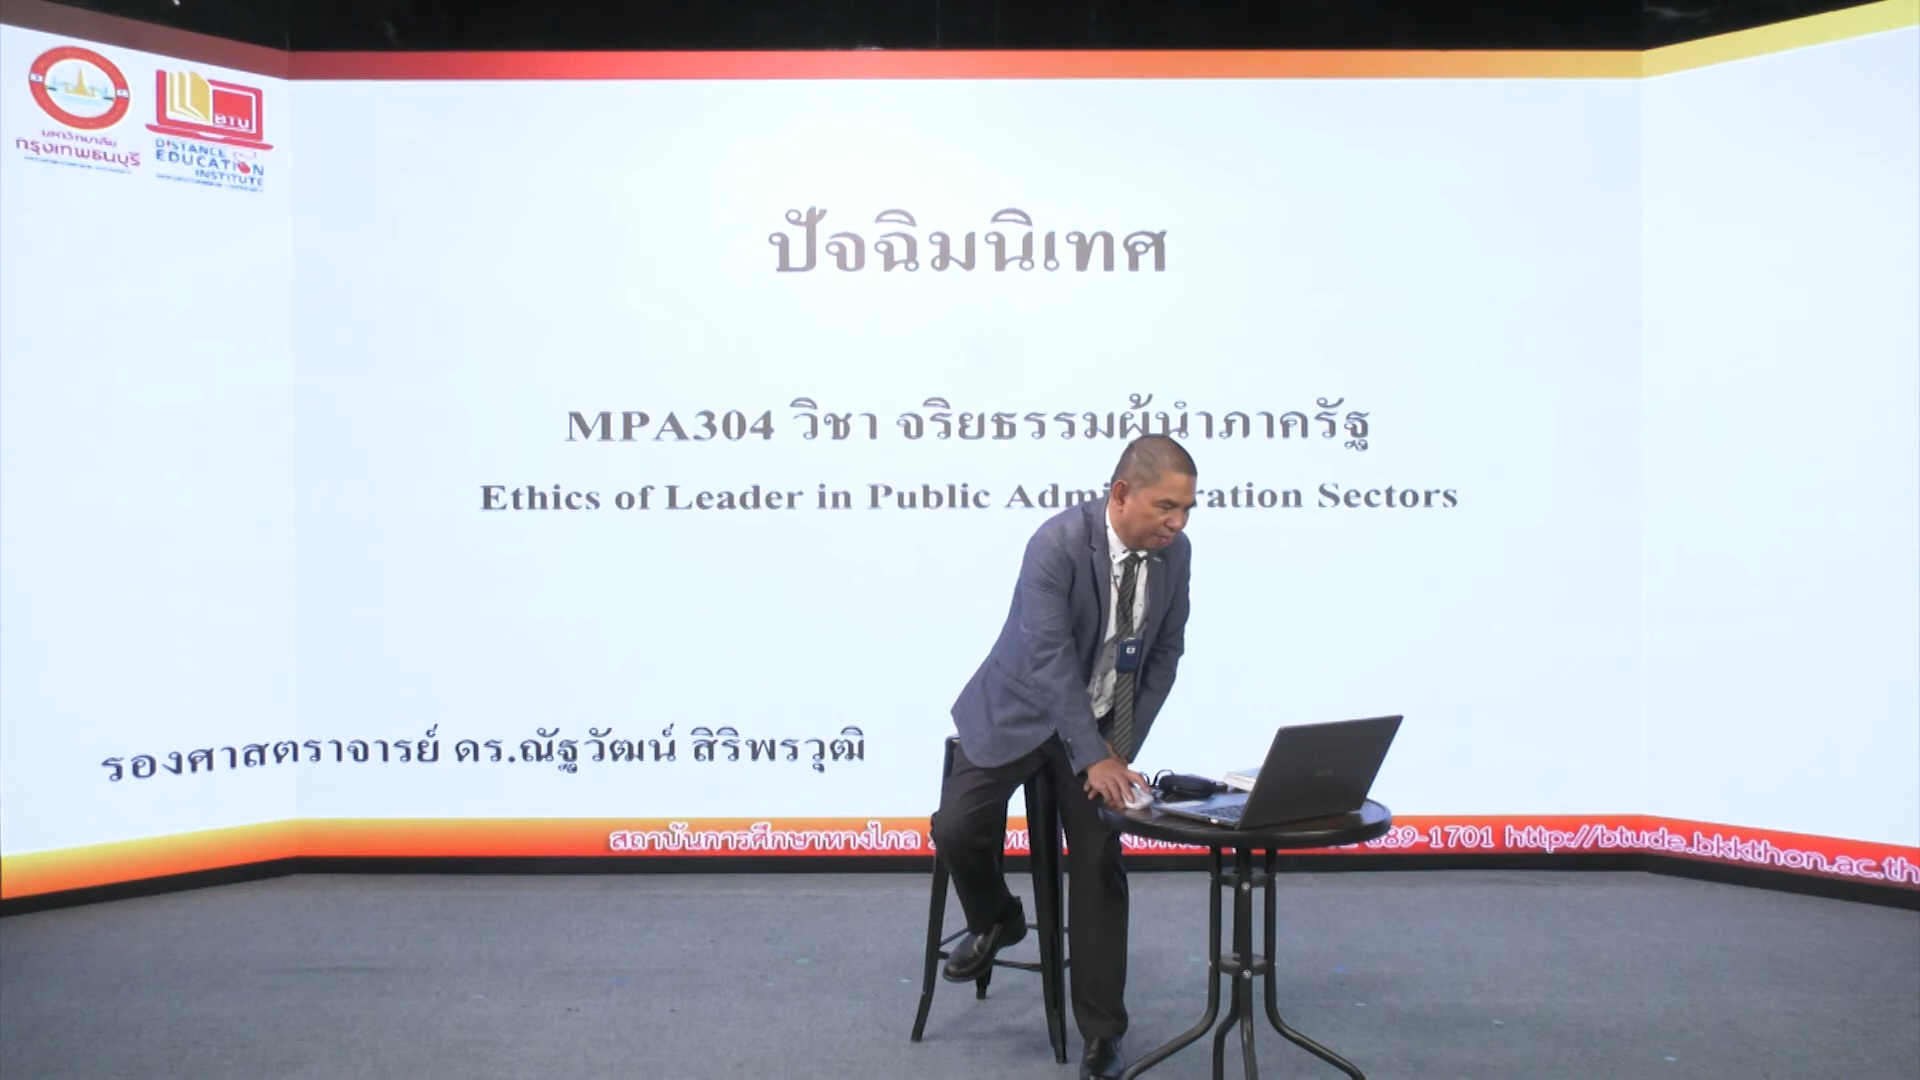 มหาวิทยาลัย
กรุงเทพธนบุรี
BTU
DISTANCE
EDUCATION
INSTITUTE
ปัจฉิมนิเทศ
MPA304 วิชา จริยธรรมผู้นำภาครัฐ
Ethics of Leader in Public Adm ration Sectors
รองศาสตราจารย์ ดร.ณัฐวัฒน์ สิริพรวุฒิ
สถาบันการศึกษาทางไกล 889-1701 http://btude.bkkthon.ac.th